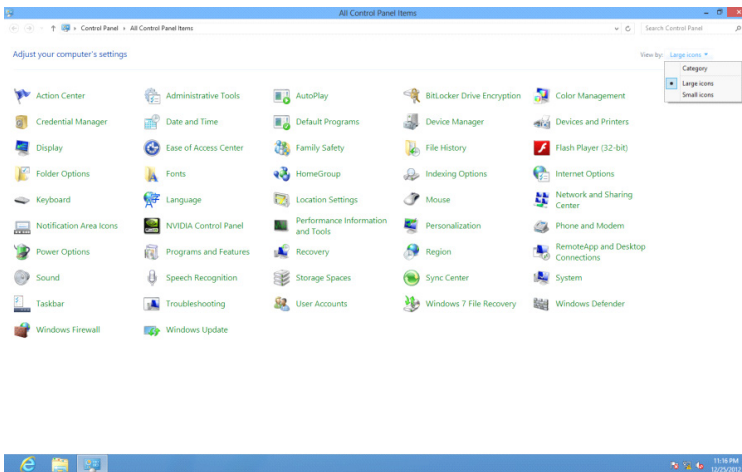 All Control Panel Items
Control Panel All Control Panel Items Search Control Panel
Adjust your computer's settings View by: Large icons
Category
Large icons
Small icons
Action Center Administrative Tools AutoPlay BitLocker Drive Encryption Color Management
Credential Manager Date and Time Default Programs Device Manager Devices and Printers
Display Ease of Access Center Family Safety File History Flash Player (32-bit)
Folder Options Fonts HomeGroup Indexing Options Internet Options
Keyboard Language Location Settings Mouse Network and Sharing
Center
Notification Area Icons NVIDIA Control Panel Performance Information
and Tools Personalization Phone and Modem
Power Options Programs and Features Recovery Region RemoteApp and Desktop
Connections
Sound Speech Recognition Storage Spaces Sync Center System
Taskbar Troubleshooting User Accounts Windows 7 File Recovery Windows Defender
Windows Firewall Windows Update
11:16 PM
12/25/2012